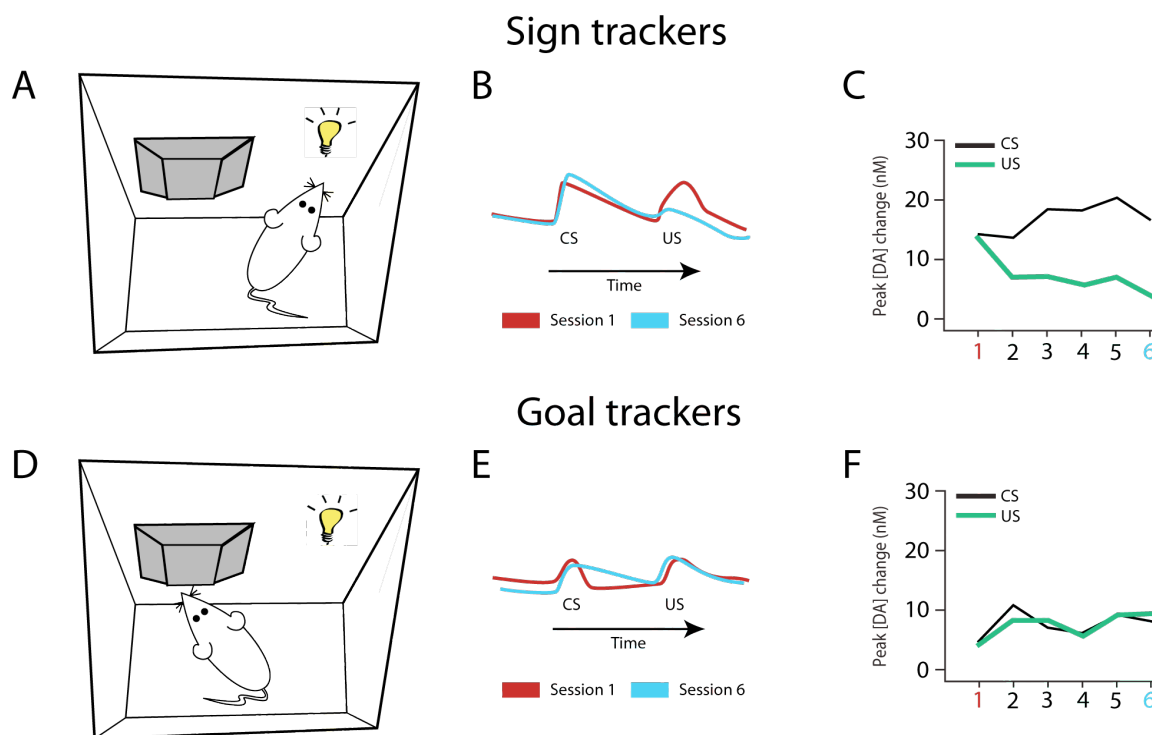 Sign trackers
A
B
CS
US
Time
Session 1
Session 6
C
Peak [DA] change (nM)
30
20
10
0
CS
US
1 2 3 4 5 6
Goal trackers
D
E
CS
US
Time
Session 1
Session 6
F
Peak [DA] change (nM)
30
20
10
0
CS
US
1 2 3 4 5 6